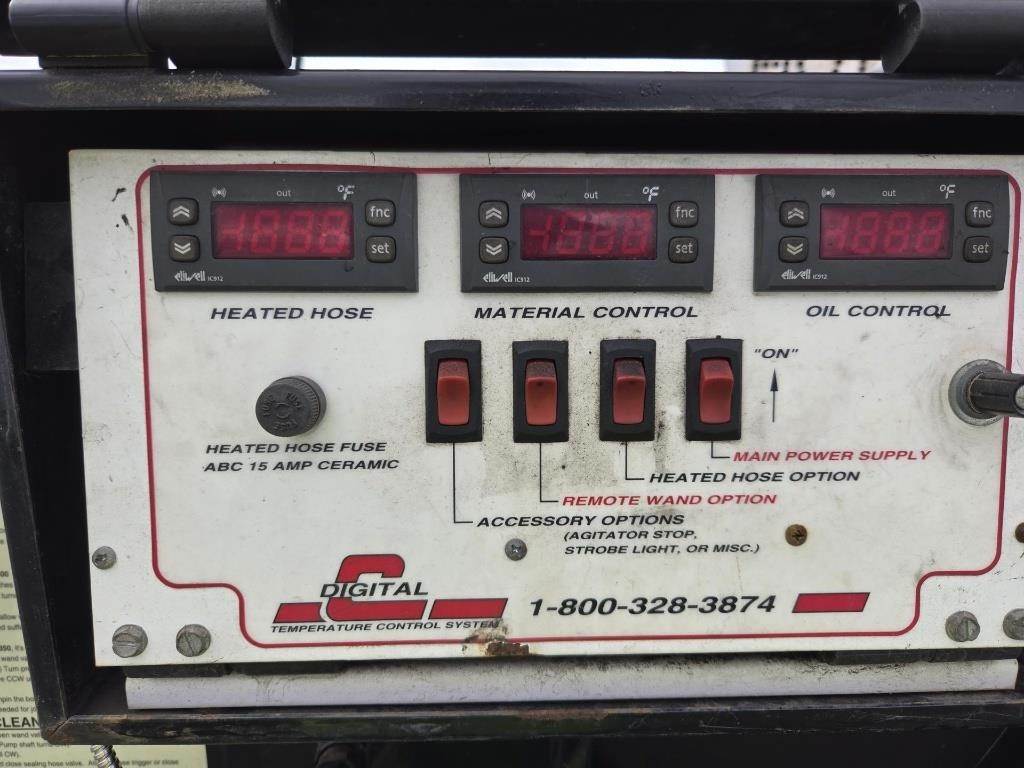 out °F
out °F
out °F
fnc
fnc
fnc
set
set
set
eliwell IC912
eliwell IC912
eliwell IC912
HEATED HOSE
MATERIAL CONTROL
OIL CONTROL
"ON"
HEATED HOSE FUSE
ABC 15 AMP CERAMIC
MAIN POWER SUPPLY
HEATED HOSE OPTION
REMOTE WAND OPTION
ACCESSORY OPTIONS
(AGITATOR STOP,
STROBE LIGHT, OR MISC.)
C
DIGITAL
TEMPERATURE CONTROL SYSTEM
1-800-328-3874